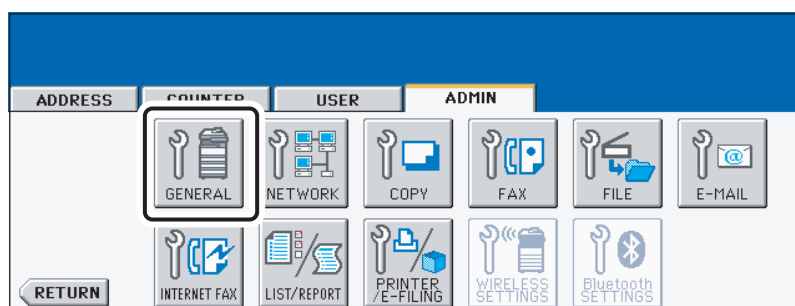 ADDRESS COUNTER USER ADMIN
GENERAL NETWORK COPY FAX FILE E-MAIL
INTERNET FAX LIST/REPORT PRINTER /E-FILING WIRELESS SETTINGS Bluetooth SETTINGS
RETURN